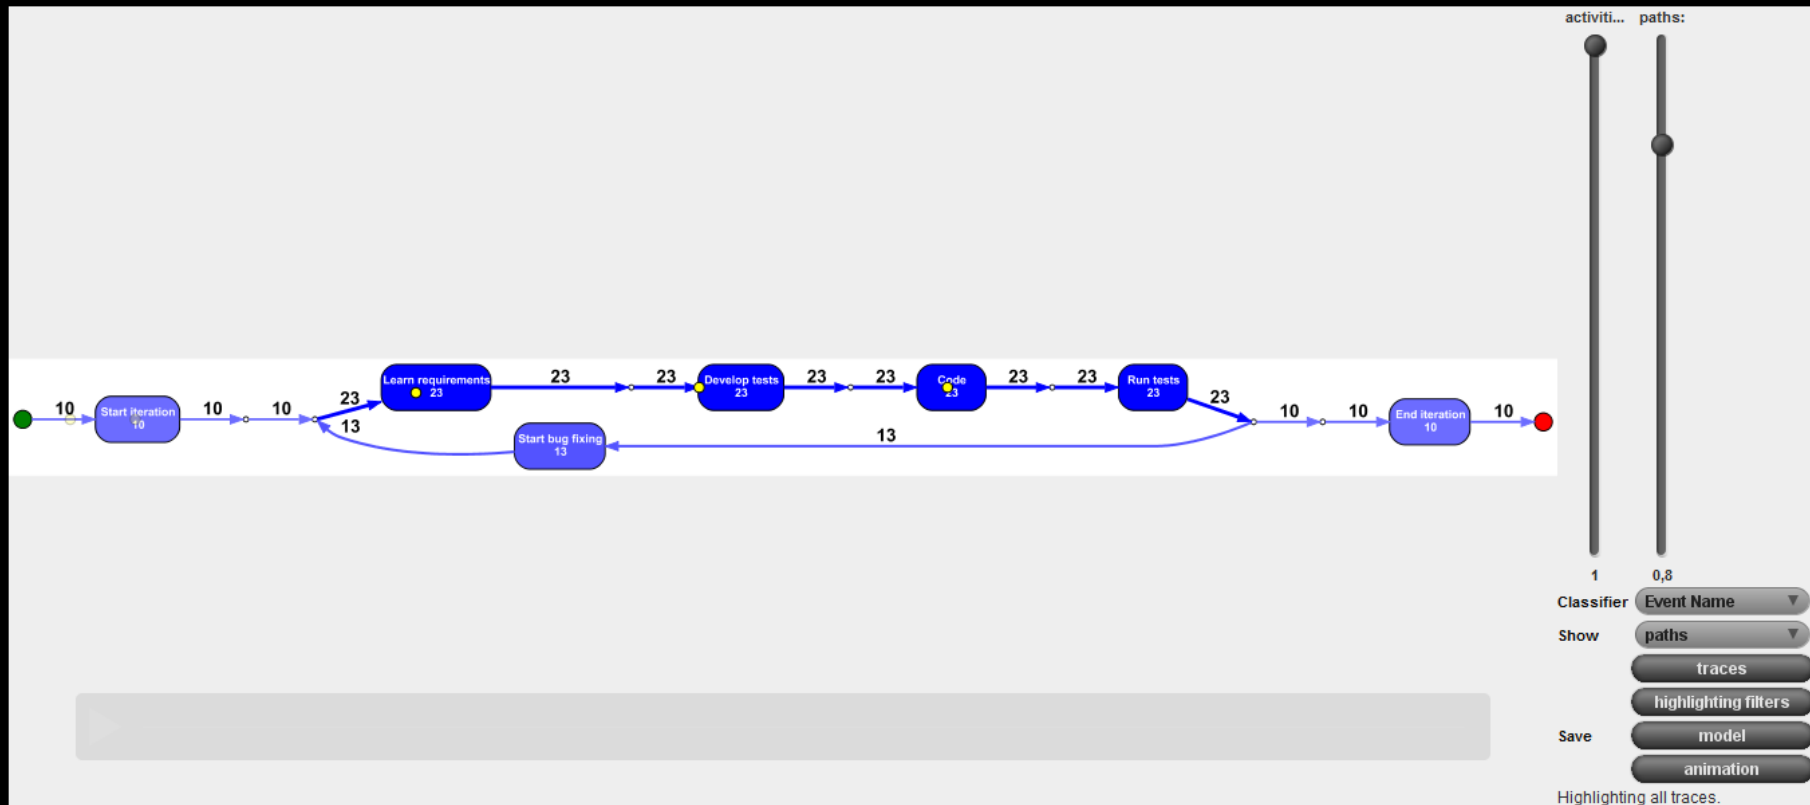 activiti... paths:
10
Start iteration
10
10
10
23
13
Learn requirements
23
23
23
Develop tests
23
23
23
Code
23
23
23
Run tests
23
23
Start bug fixing
13
13
10
10
End iteration
10
10
1 0,8
Classifier Event Name
Show paths
traces
highlighting filters
Save model
animation
Highlighting all traces.